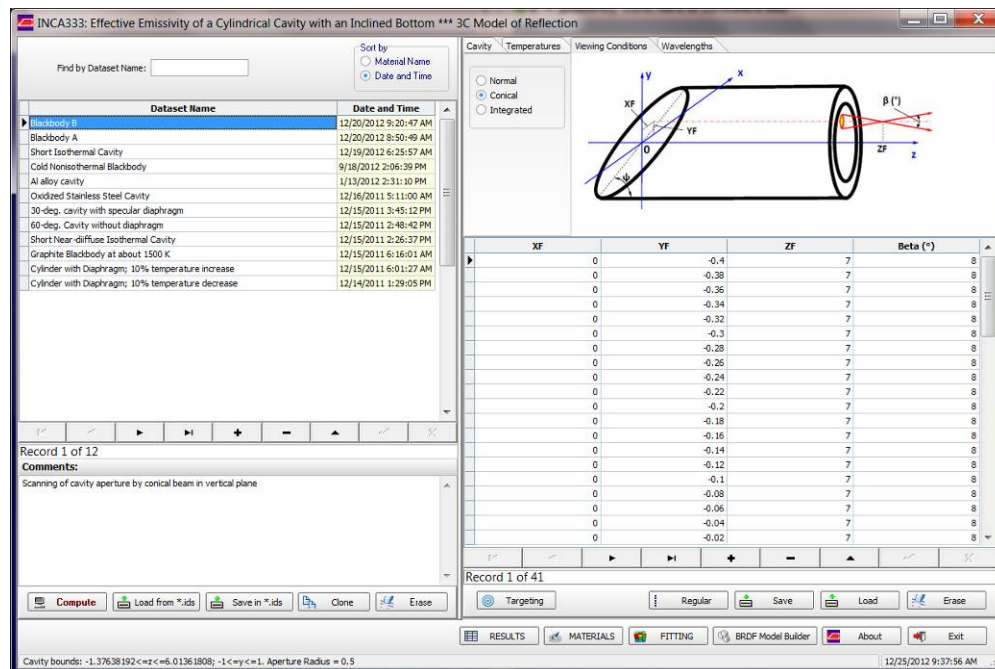 INCA333: Effective Emissivity of a Cylindrical Cavity with an Inclined Bottom *** 3C Model of Reflection
Find by Dataset Name:
Sort by
Material Name
Date and Time
Dataset Name Date and Time
Blackbody B 12/20/2012 9:20:47 AM
Blackbody A 12/20/2012 8:50:49 AM
Short Isothermal Cavity 12/19/2012 6:25:57 AM
Cold Nonisothermal Blackbody 9/18/2012 2:06:39 PM
Al alloy cavity 1/13/2012 2:31:10 PM
Oxidized Stainless Steel Cavity 12/16/2011 5:11:00 AM
30-deg. cavity with specular diaphragm 12/15/2011 3:45:12 PM
60-deg. Cavity without diaphragm 12/15/2011 2:48:42 PM
Short Near-diiffuse Isothermal Cavity 12/15/2011 2:26:37 PM
Graphite Blackbody at about 1500 K 12/15/2011 6:16:01 AM
Cylinder with Diaphragm; 10% temperature increase 12/15/2011 6:01:27 AM
Cylinder with Diaphragm; 10% temperature decrease 12/14/2011 1:29:05 PM
Record 1 of 12
Comments:
Scanning of cavity aperture by conical beam in vertical plane
Compute Load from *.ids Save in *.ids Clone Erase
Cavity Temperatures Viewing Conditions Wavelengths
Normal
Conical
Integrated
y x
XF YF β (°)
0 ZF z
ψ
XF YF ZF Beta (°)
0 -0.4 7 8
0 -0.38 7 8
0 -0.36 7 8
0 -0.34 7 8
0 -0.32 7 8
0 -0.3 7 8
0 -0.28 7 8
0 -0.26 7 8
0 -0.24 7 8
0 -0.22 7 8
0 -0.2 7 8
0 -0.18 7 8
0 -0.16 7 8
0 -0.14 7 8
0 -0.12 7 8
0 -0.1 7 8
0 -0.08 7 8
0 -0.06 7 8
0 -0.04 7 8
0 -0.02 7 8
Record 1 of 41
Targeting Regular Save Load Erase
RESULTS MATERIALS FITTING BRDF Model Builder About Exit
Cavity bounds: -1.37638192<=z<=6.01361808; -1<=y<=1. Aperture Radius = 0.5 12/25/2012 9:37:56 AM